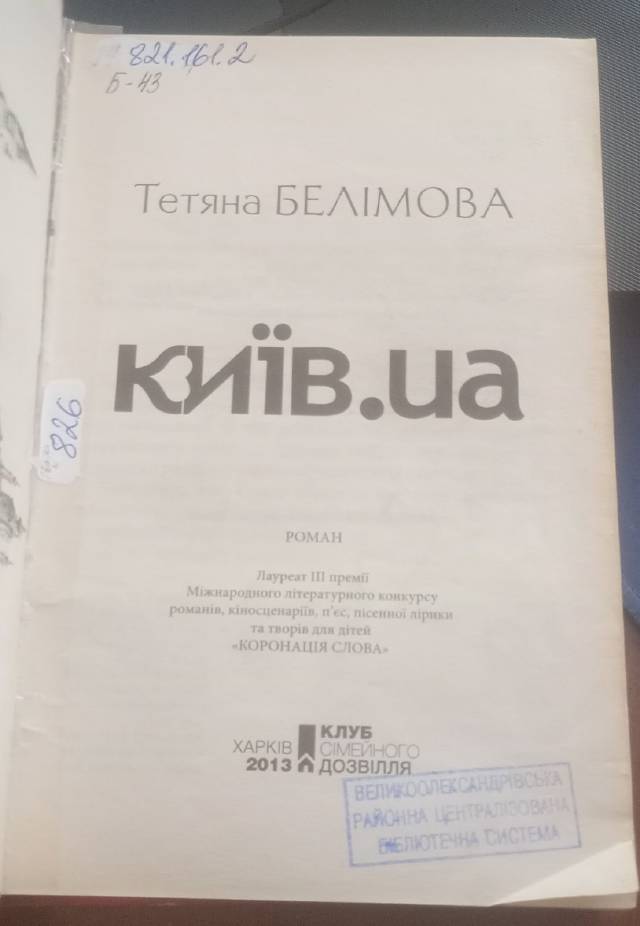 821.161.2
Б-43
Тетяна БЕЛІМОВА
київ.ua
826
РОМАН
Лауреат ІІІ премії
Міжнародного літературного конкурсу
романів, кіносценаріїв, п'єс, пісенної лірики
та творів для дітей
«КОРОНАЦІЯ СЛОВА»
ХАРКІВ
2013
КЛУБ
СІМЕЙНОГО
ДОЗВІЛЛЯ
ВЕЛИКООЛЕКСАНДРІВСЬКА
РАЙОННА ЦЕНТРАЛІЗОВАНА
БІБЛІОТЕЧНА СИСТЕМА